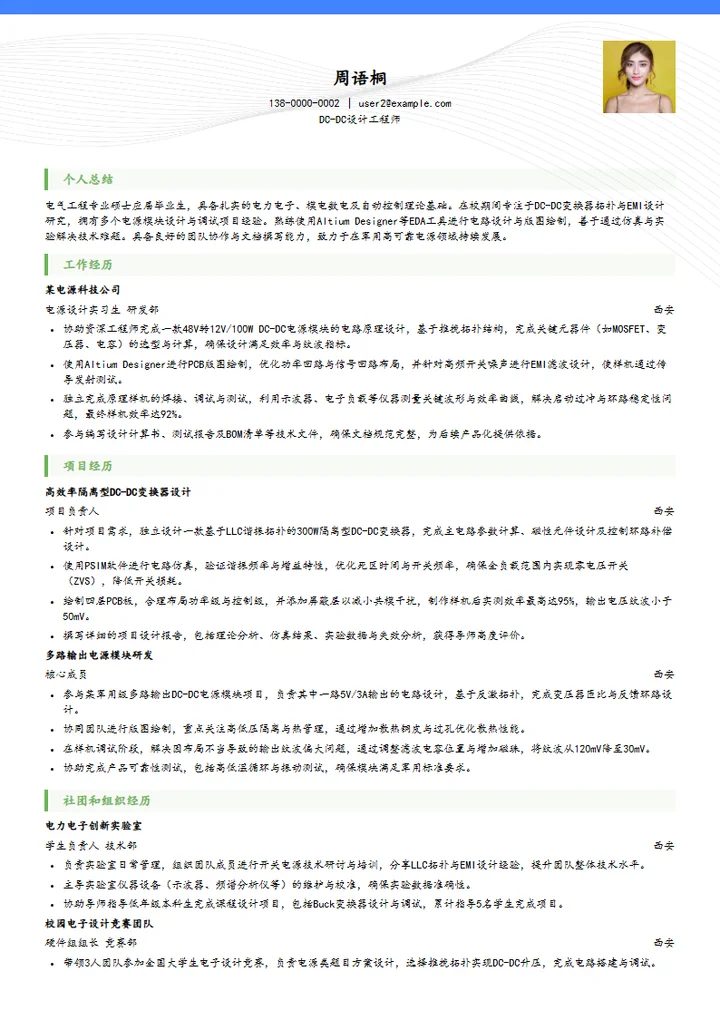 周语桐
138-0000-0002 | user2@example.com
DC-DC设计工程师
个人总结
电气工程专业硕士应届毕业生，具备扎实的电力电子、模电数电及自动控制理论基础。在校期间专注于DC-DC变换器拓扑与EMI设计
研究，拥有多个电源模块设计与调试项目经验。熟练使用Altium Designer等EDA工具进行电路设计与版图绘制，善于通过仿真与实
验解决技术难题。具备良好的团队协作与文档撰写能力，致力于在军用高可靠电源领域持续发展。
工作经历
某电源科技公司
电源设计实习生 研发部 西安
• 协助资深工程师完成一款48V转12V/100W DC-DC电源模块的电路原理设计，基于推挽拓扑结构，完成关键元器件（如MOSFET、变
压器、电容）的选型与计算，确保设计满足效率与纹波指标。
• 使用Altium Designer进行PCB版图绘制，优化功率回路与信号回路布局，并针对高频开关噪声进行EMI滤波设计，使样机通过传
导发射测试。
• 独立完成原理样机的焊接、调试与测试，利用示波器、电子负载等仪器测量关键波形与效率曲线，解决启动过冲与环路稳定性问
题，最终样机效率达92%。
• 参与编写设计计算书、测试报告及BOM清单等技术文件，确保文档规范完整，为后续产品化提供依据。
项目经历
高效率隔离型DC-DC变换器设计
项目负责人 西安
• 针对项目需求，独立设计一款基于LLC谐振拓扑的300W隔离型DC-DC变换器，完成主电路参数计算、磁性元件设计及控制环路补偿
设计。
• 使用PSIM软件进行电路仿真，验证谐振频率与增益特性，优化死区时间与开关频率，确保全负载范围内实现零电压开关
（ZVS），降低开关损耗。
• 绘制四层PCB板，合理布局功率级与控制级，并添加屏蔽层以减小共模干扰，制作样机后实测效率最高达95%，输出电压纹波小于
50mV。
• 撰写详细的项目设计报告，包括理论分析、仿真结果、实验数据与失效分析，获得导师高度评价。
多路输出电源模块研发
核心成员 西安
• 参与某军用级多路输出DC-DC电源模块项目，负责其中一路5V/3A输出的电路设计，基于反激拓扑，完成变压器匝比与反馈环路设
计。
• 协同团队进行版图绘制，重点关注高低压隔离与热管理，通过增加散热铜皮与过孔优化散热性能。
• 在样机调试阶段，解决因布局不当导致的输出纹波偏大问题，通过调整滤波电容位置与增加磁珠，将纹波从120mV降至30mV。
• 协助完成产品可靠性测试，包括高低温循环与振动测试，确保模块满足军用标准要求。
社团和组织经历
电力电子创新实验室
学生负责人 技术部 西安
• 负责实验室日常管理，组织团队成员进行开关电源技术研讨与培训，分享LLC拓扑与EMI设计经验，提升团队整体技术水平。
• 主导实验室仪器设备（示波器、频谱分析仪等）的维护与校准，确保实验数据准确性。
• 协助导师指导低年级本科生完成课程设计项目，包括Buck变换器设计与调试，累计指导5名学生完成项目。
校园电子设计竞赛团队
硬件组组长 竞赛部 西安
• 带领3人团队参加全国大学生电子设计竞赛，负责电源类题目方案设计，选择推挽拓扑实现DC-DC升压，完成电路搭建与调试。